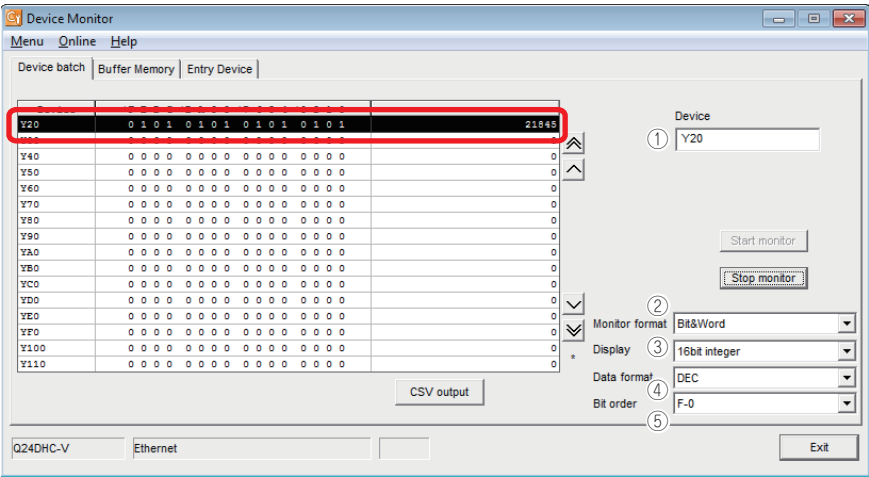 Device Monitor
Menu Online Help
Device batch Buffer Memory Entry Device
Y20 0 1 0 1 0 1 0 1 0 1 0 1 0 1 0 1 21845
Y40 0 0 0 0 0 0 0 0 0 0 0 0 0 0 0 0 0
Y50 0 0 0 0 0 0 0 0 0 0 0 0 0 0 0 0 0
Y60 0 0 0 0 0 0 0 0 0 0 0 0 0 0 0 0 0
Y70 0 0 0 0 0 0 0 0 0 0 0 0 0 0 0 0 0
Y80 0 0 0 0 0 0 0 0 0 0 0 0 0 0 0 0 0
Y90 0 0 0 0 0 0 0 0 0 0 0 0 0 0 0 0 0
YA0 0 0 0 0 0 0 0 0 0 0 0 0 0 0 0 0 0
YB0 0 0 0 0 0 0 0 0 0 0 0 0 0 0 0 0 0
YC0 0 0 0 0 0 0 0 0 0 0 0 0 0 0 0 0 0
YD0 0 0 0 0 0 0 0 0 0 0 0 0 0 0 0 0 0
YE0 0 0 0 0 0 0 0 0 0 0 0 0 0 0 0 0 0
YF0 0 0 0 0 0 0 0 0 0 0 0 0 0 0 0 0 0
Y100 0 0 0 0 0 0 0 0 0 0 0 0 0 0 0 0 0
Y110 0 0 0 0 0 0 0 0 0 0 0 0 0 0 0 0 0
CSV output
Device
① Y20
Start monitor
Stop monitor
②
Monitor format Bit&Word
Display ③ 16bit integer
Data format DEC
④
Bit order F-0
⑤
Q24DHC-V Ethernet
Exit